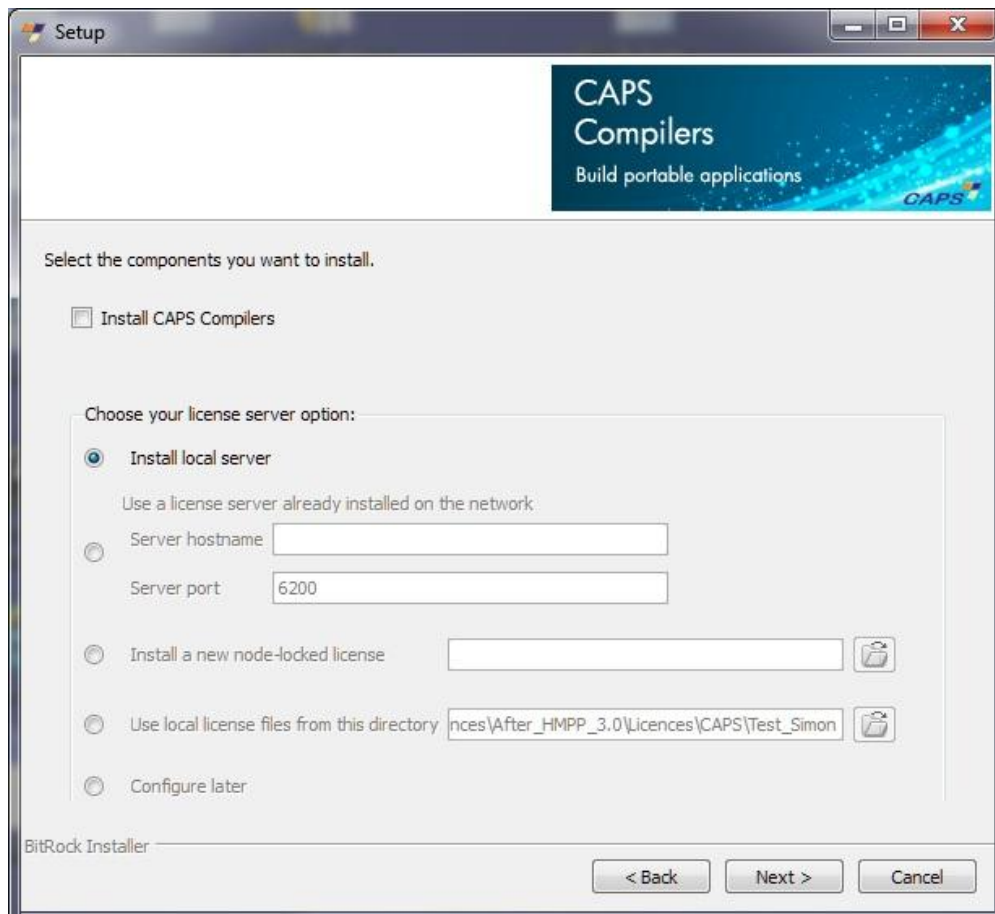 Setup
CAPS
Compilers
Build portable applications
CAPS
Select the components you want to install.
Install CAPS Compilers
Choose your license server option:
Install local server
Use a license server already installed on the network
Server hostname
Server port 6200
Install a new node-locked license
Use local license files from this directory nces\After_HMPP_3.0\Licences\CAPS\Test_Simon
Configure later
BitRock Installer
< Back Next > Cancel